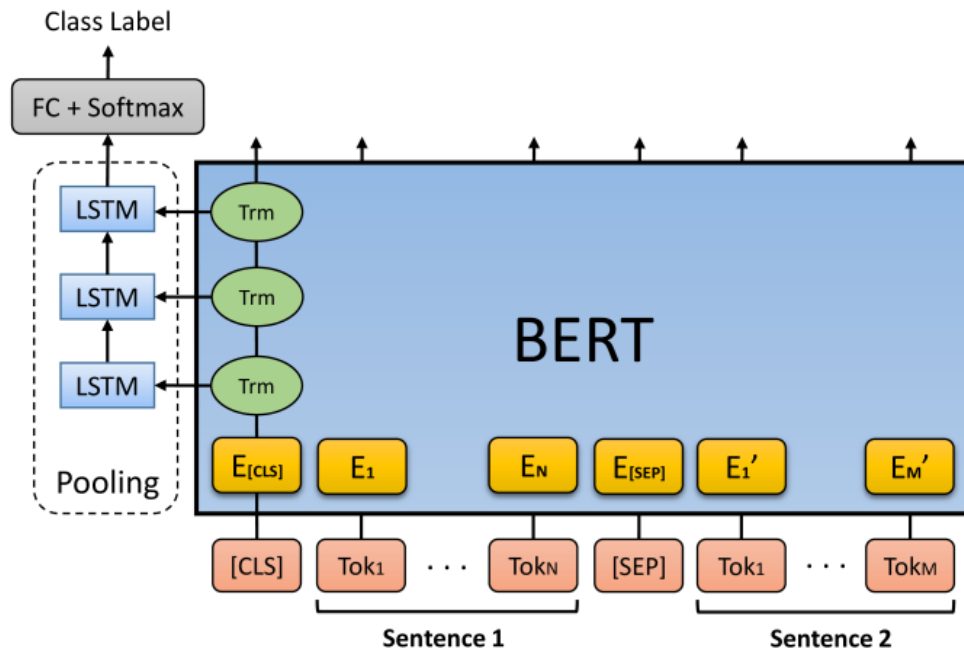 Class Label
FC + Softmax
LSTM
Trm
LSTM
Trm
BERT
LSTM
Trm
E[CLS]
E1
EN
E[SEP]
E1’
EM’
Pooling
[CLS]
Tok1
. . .
TokN
[SEP]
Tok1
. . .
TokM
Sentence 1
Sentence 2